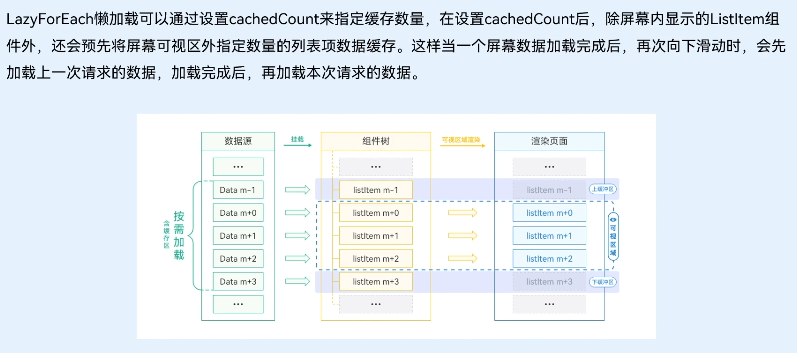 LazyForEach懒加载可以通过设置cachedCount来指定缓存数量，在设置cachedCount后，除屏幕内显示的ListItem组
件外，还会预先将屏幕可视区外指定数量的列表项数据缓存。这样当一个屏幕数据加载完成后，再次向下滑动时，会先
加载上一次请求的数据，加载完成后，再加载本次请求的数据。
数据源 挂载 组件树 可视区域渲染 渲染页面
... ... ...
Data m-1 listItem m-1 listItem m-1 上缓冲区
Data m+0 listItem m+0 listItem m+0
Data m+1 listItem m+1 listItem m+1
Data m+2 listItem m+2 listItem m+2
Data m+3 listItem m+3 listItem m+3 下缓冲区
... ... ...
按需加载
含缓存区
可视区域